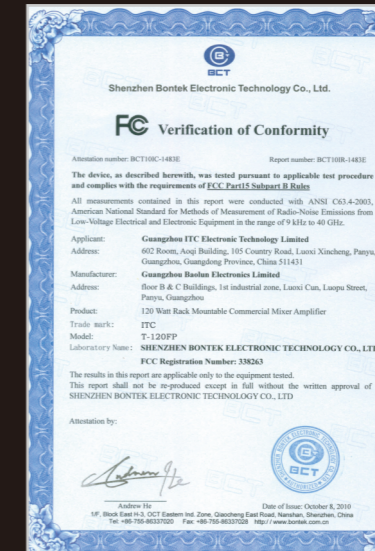 BCT
Shenzhen Bontek Electronic Technology Co., Ltd.
FC Verification of Conformity
Attestation number: BCT10IC-1483E Report number: BCT10IR-1483E
The device, as described herewith, was tested pursuant to applicable test procedure
and complies with the requirements of FCC Part15 Subpart B Rules
All measurements contained in this report were conducted with ANSI C63.4-2003,
American National Standard for Methods of Measurement of Radio-Noise Emissions from
Low-Voltage Electrical and Electronic Equipment in the range of 9 kHz to 40 GHz.
Applicant: Guangzhou ITC Electronic Technology Limited
Address: 602 Room, Aoqi Building, 105 Country Road, Luoxi Xincheng, Panyu,
Guangzhou, Guangdong Province, China 511431
Manufacturer: Guangzhou Baolun Electronics Limited
Address: floor B & C Buildings, 1st industrial zone, Luoxi Cun, Luopu Street,
Panyu, Guangzhou
Product: 120 Watt Rack Mountable Commercial Mixer Amplifier
Trade mark: ITC
Model: T-120FP
Laboratory Name: SHENZHEN BONTEK ELECTRONIC TECHNOLOGY CO., LTD
FCC Registration Number: 338263
The results in this report are applicable only to the equipment tested.
This report shall not be re-produced except in full without the written approval of
SHENZHEN BONTEK ELECTRONIC TECHNOLOGY CO., LTD
Attestation by:
BCT
Andrew He Date of Issue: October 8, 2010
1/F, Block East H-3, OCT Eastern Ind. Zone, Qiaocheng East Road, Nanshan, Shenzhen, China
Tel: +86-755-86337020 Fax: +86-755-86337028 http://www.bontek.com.cn